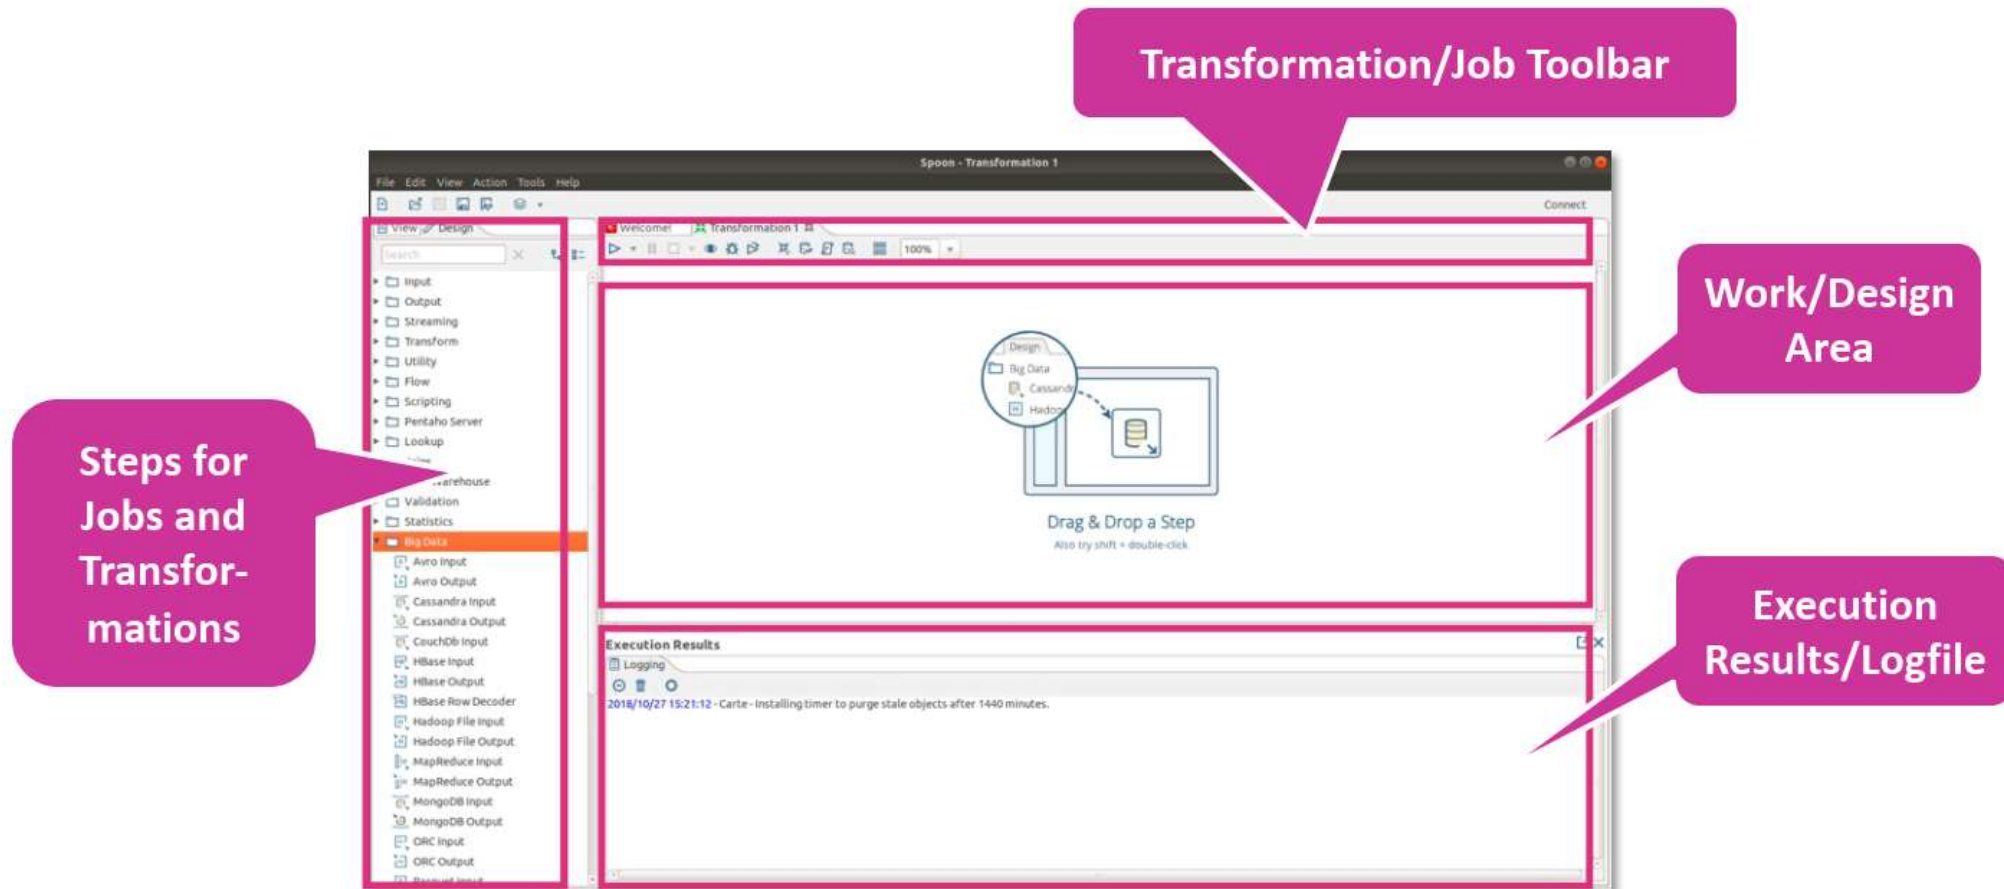 Transformation/Job Toolbar
Spoon - Transformation 1
File Edit View Action Tools Help
Connect
View Design
Welcome! Transformation 1
Search
100%
Input
Output
Streaming
Transform
Utility
Flow
Scripting
Pentaho Server
Lookup
Validation
Statistics
Big Data
Avro Input
Avro Output
Cassandra Input
Cassandra Output
CouchDb Input
HBase Input
HBase Output
HBase Row Decoder
Hadoop File Input
Hadoop File Output
MapReduce Input
MapReduce Output
MongoDB Input
MongoDB Output
ORC Input
ORC Output
Steps for
Jobs and
Transfor-
mations
Design
Big Data
Drag & Drop a Step
Also try shift + double-click
Work/Design
Area
Execution Results
Logging
2018/10/27 15:21:12 - Carte - Installing timer to purge stale objects after 1440 minutes.
Execution
Results/Logfile